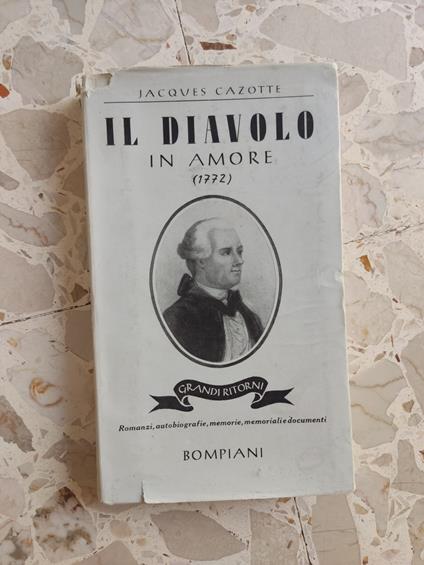 JACQUES CAZOTTE
IL DIAVOLO
IN AMORE
(1772)
GRANDI RITORNI
Romanzi, autobiografie, memorie, memoriali e documenti
BOMPIANI